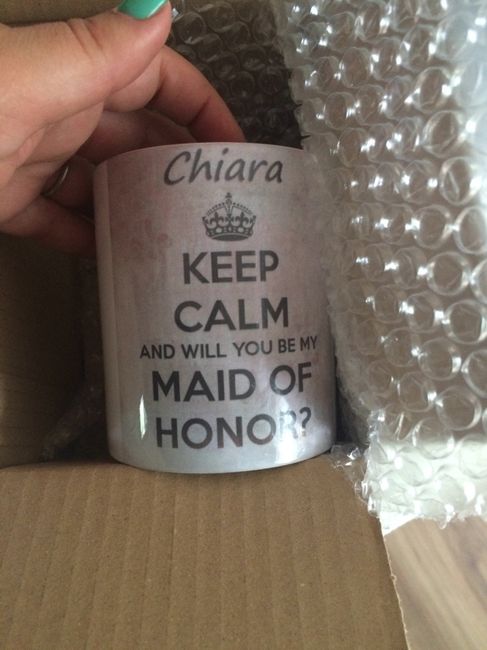 Chiara
KEEP
CALM
AND WILL YOU BE MY
MAID OF
HONOR?